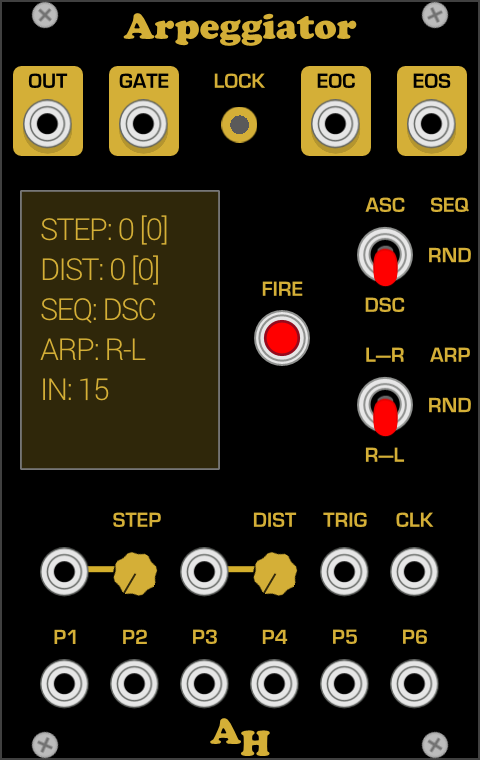 Arpeggiator
OUT GATE LOCK EOC EOS
STEP: 0 [0]
DIST: 0 [0]
SEQ: DSC
ARP: R-L
IN: 15
FIRE
ASC SEQ
RND
DSC
L—R ARP
RND
R—L
STEP DIST TRIG CLK
P1 P2 P3 P4 P5 P6
AH